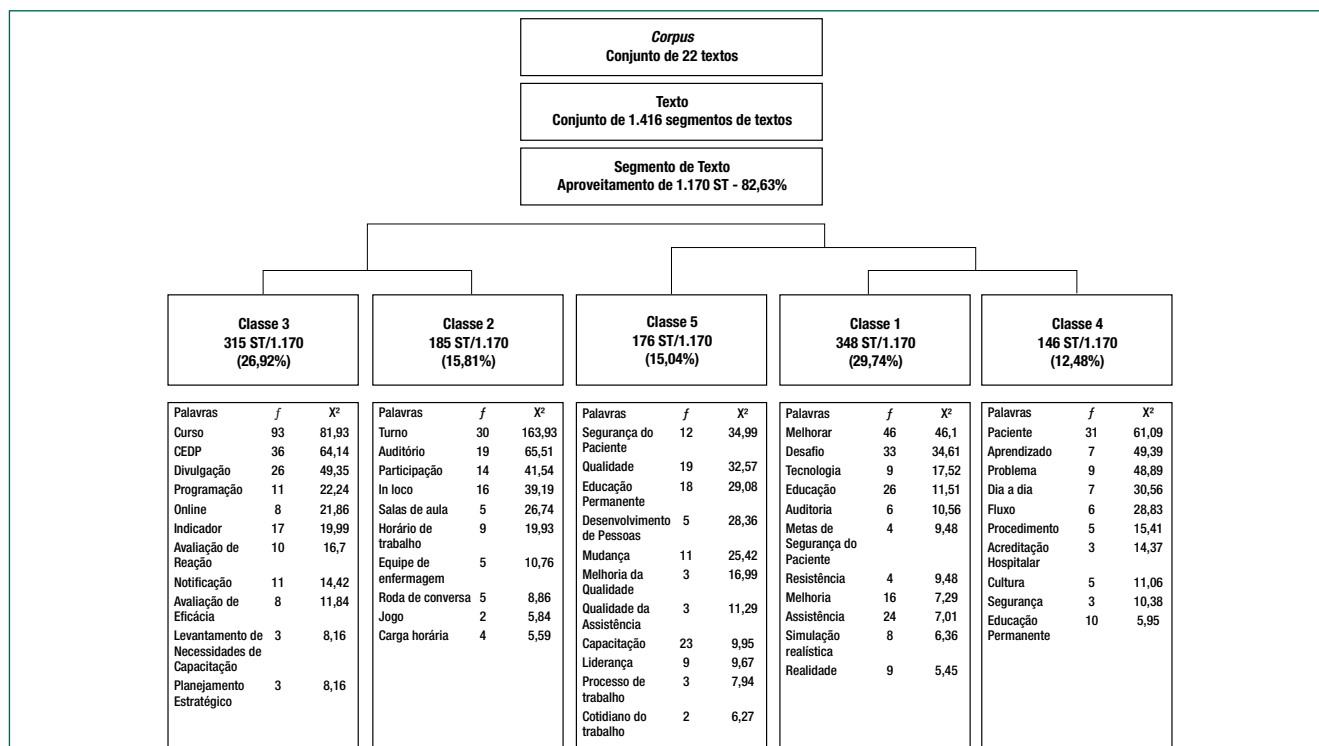 Corpus
Conjunto de 22 textos
Texto
Conjunto de 1.416 segmentos de textos
Segmento de Texto
Aproveitamento de 1.170 ST - 82,63%
Classe 3
315 ST/1.170
(26,92%)
Palavras f X²
Curso 93 81,93
CEDP 36 64,14
Divulgação 26 49,35
Programação 11 22,24
Online 8 21,86
Indicador 17 19,99
Avaliação de 10 16,7
Reação
Notificação 11 14,42
Avaliação de 8 11,84
Eficácia
Levantamento de 3 8,16
Necessidades de
Capacitação
Planejamento 3 8,16
Estratégico
Classe 2
185 ST/1.170
(15,81%)
Palavras f X²
Turno 30 163,93
Auditório 19 65,51
Participação 14 41,54
In loco 16 39,19
Salas de aula 5 26,74
Horário de 9 19,93
trabalho
Equipe de 5 10,76
enfermagem
Roda de conversa 5 8,86
Jogo 2 5,84
Carga horária 4 5,59
Classe 5
176 ST/1.170
(15,04%)
Palavras f X²
Segurança do 12 34,99
Paciente
Qualidade 19 32,57
Educação 18 29,08
Permanente
Desenvolvimento 5 28,36
de Pessoas
Mudança 11 25,42
Melhoria da 3 16,99
Qualidade
Qualidade da 3 11,29
Assistência
Capacitação 23 9,95
Liderança 9 9,67
Processo de 3 7,94
trabalho
Cotidiano do 2 6,27
trabalho
Classe 1
348 ST/1.170
(29,74%)
Palavras f X²
Melhorar 46 46,1
Desafio 33 34,61
Tecnologia 9 17,52
Educação 26 11,51
Auditoria 6 10,56
Metas de 4 9,48
Segurança do
Paciente
Resistência 4 9,48
Melhoria 16 7,29
Assistência 24 7,01
Simulação 8 6,36
realística
Realidade 9 5,45
Classe 4
146 ST/1.170
(12,48%)
Palavras f X²
Paciente 31 61,09
Aprendizado 7 49,39
Problema 9 48,89
Dia a dia 7 30,56
Fluxo 6 28,83
Procedimento 5 15,41
Acreditação 3 14,37
Hospitalar
Cultura 5 11,06
Segurança 3 10,38
Educação 10 5,95
Permanente